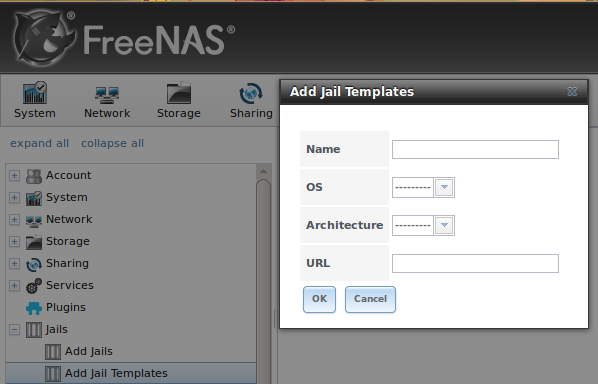 FreeNAS®
System
Network
Storage
Sharing
expand all
collapse all
Account
System
Network
Storage
Sharing
Services
Plugins
Jails
Add Jails
Add Jail Templates
Add Jail Templates
Name
OS
---------
Architecture
---------
URL
OK
Cancel